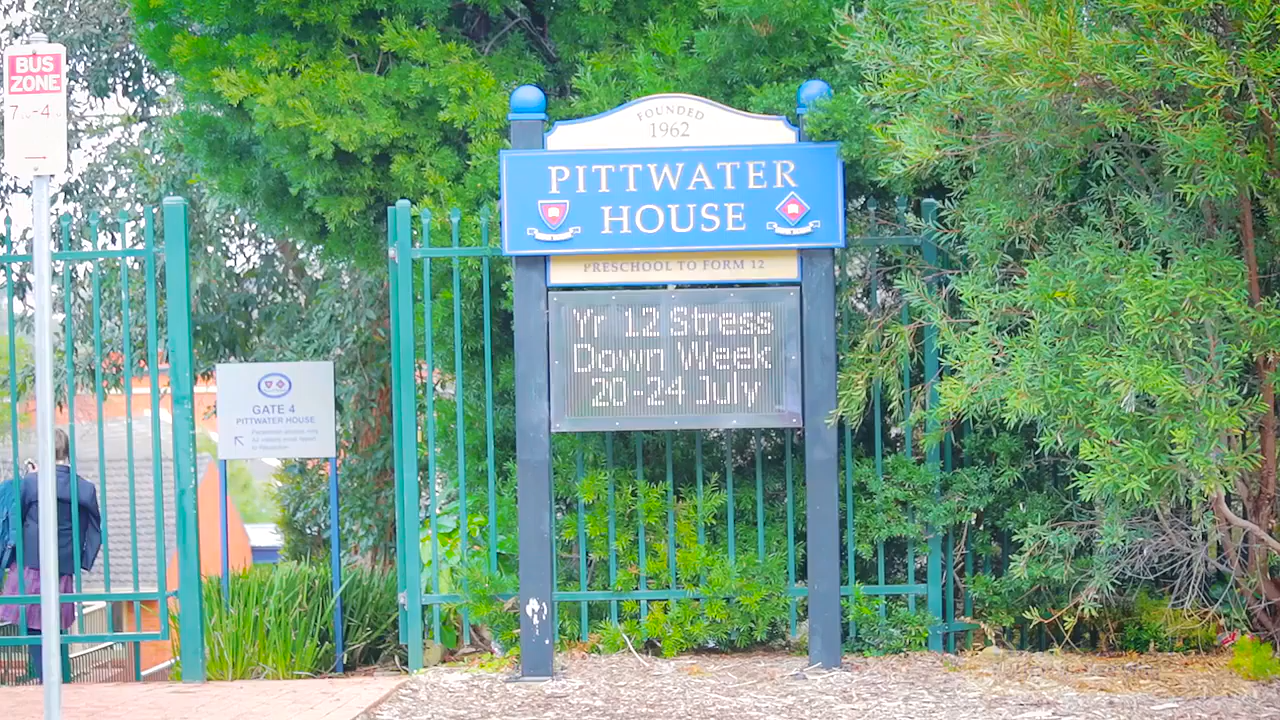 BUS
ZONE
FOUNDED
1962
PITTWATER
HOUSE
PRESCHOOL TO FORM 12
Yr 12 Stress
Down Week
20-24 July
GATE 4
PITTWATER HOUSE